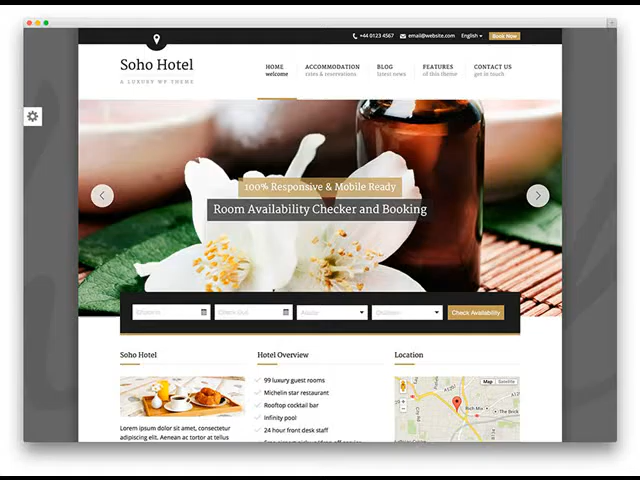 +44 0123 4567 email@website.com English Book Now
Soho Hotel
A LUXURY WP THEME
HOME ACCOMMODATION BLOG FEATURES CONTACT US
welcome rates & reservations latest news of this theme get in touch
100% Responsive & Mobile Ready
Room Availability Checker and Booking
Check In Check Out Adults Children Check Availability
Soho Hotel Hotel Overview Location
99 luxury guest rooms
Michelin star restaurant
Rooftop cocktail bar
Infinity pool
24 hour front desk staff
Map Satellite
Rich Mix
The Brick
Lorem ipsum dolor sit amet, consectetur
adipiscing. Aenean ac tortor at tellus